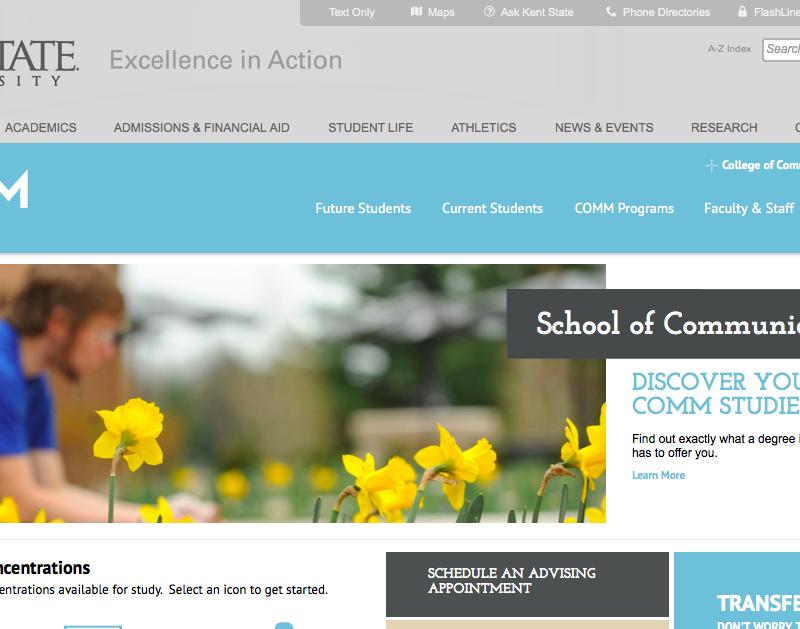 Text Only Maps Ask Kent State Phone Directories FlashLine
TATE
Excellence in Action
A-Z Index Search
SITY
ACADEMICS ADMISSIONS & FINANCIAL AID STUDENT LIFE ATHLETICS NEWS & EVENTS RESEARCH
College of Com
M
Future Students Current Students COMM Programs Faculty & Staff
School of Communic
DISCOVER YOU
COMM STUDIE
Find out exactly what a degree i
has to offer you.
Learn More
ncentrations
entrations available for study. Select an icon to get started.
SCHEDULE AN ADVISING
APPOINTMENT
TRANSFE
DON'T WORRY T